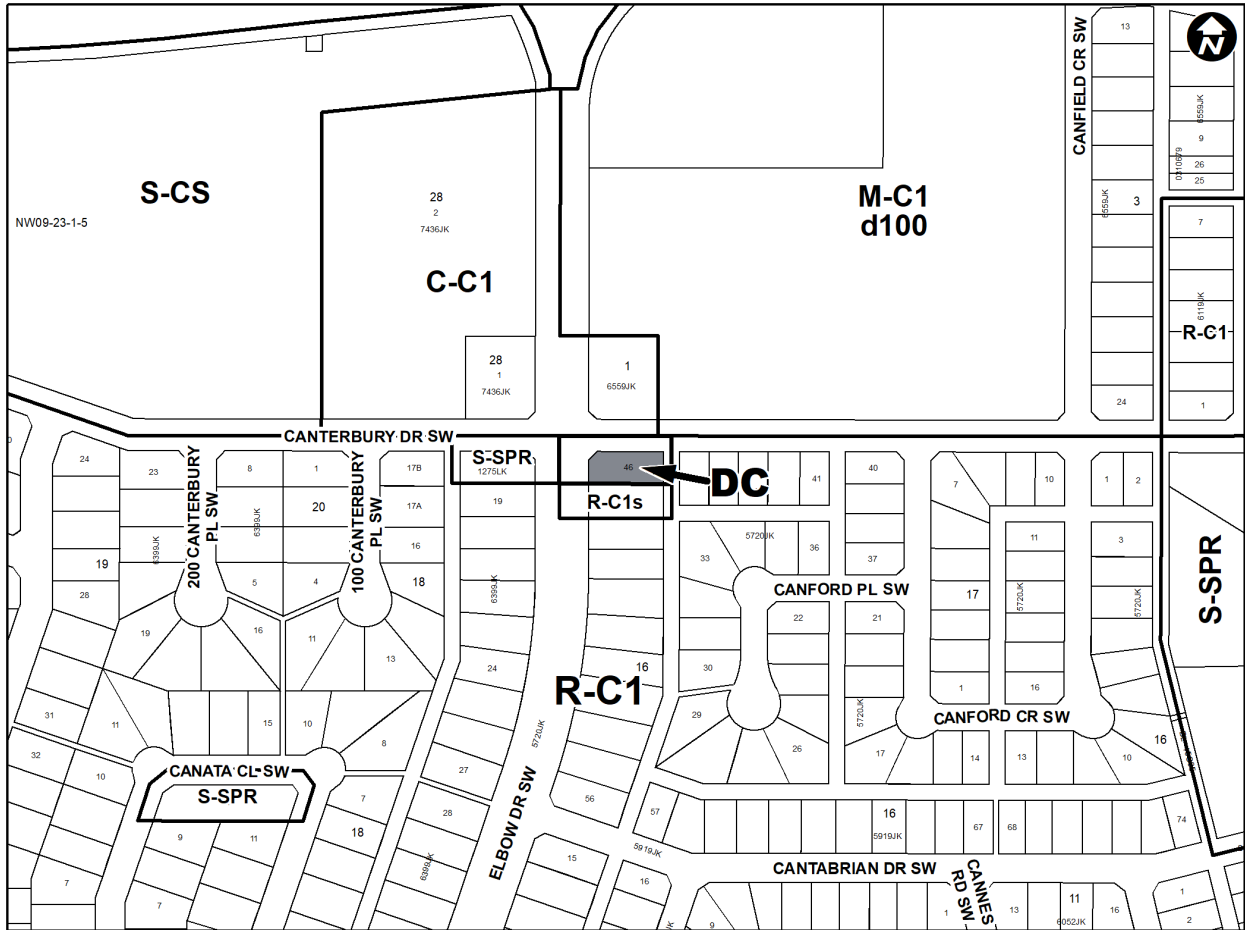 N
13
CANFIELD CR SW
6559JK
9
26
25
0310679
S-CS
NW09-23-1-5
28
2
7436JK
C-C1
M-C1
d100
6559JK
3
7
6119JK
R-C1
28
1
7436JK
1
6559JK
24
1
CANTERBURY DR SW
24
23
8
1
17B
S-SPR
1275LK
46
DC
R-C1s
41
40
7
10
1
2
200 CANTERBURY
PL SW
100 CANTERBURY
PL SW
6399JK
6399JK
20
17A
19
16
19
28
5
4
18
6399JK
5720JK
33
36
37
11
3
S-SPR
CANFORD PL SW
17
5720JK
5720JK
19
16
11
13
24
16
30
22
21
R-C1
1
16
31
11
15
10
8
29
5720JK
CANFORD CR SW
16
32
10
27
5720JK
26
17
14
13
10
CANATA CL SW
S-SPR
7
28
56
57
16
5919JK
67
68
74
9
11
18
6399JK
ELBOW DR SW
15
5919JK
16
CANTABRIAN DR SW
CANNES
RD SW
7
7
9
1
13
11
6052JK
16
1
2